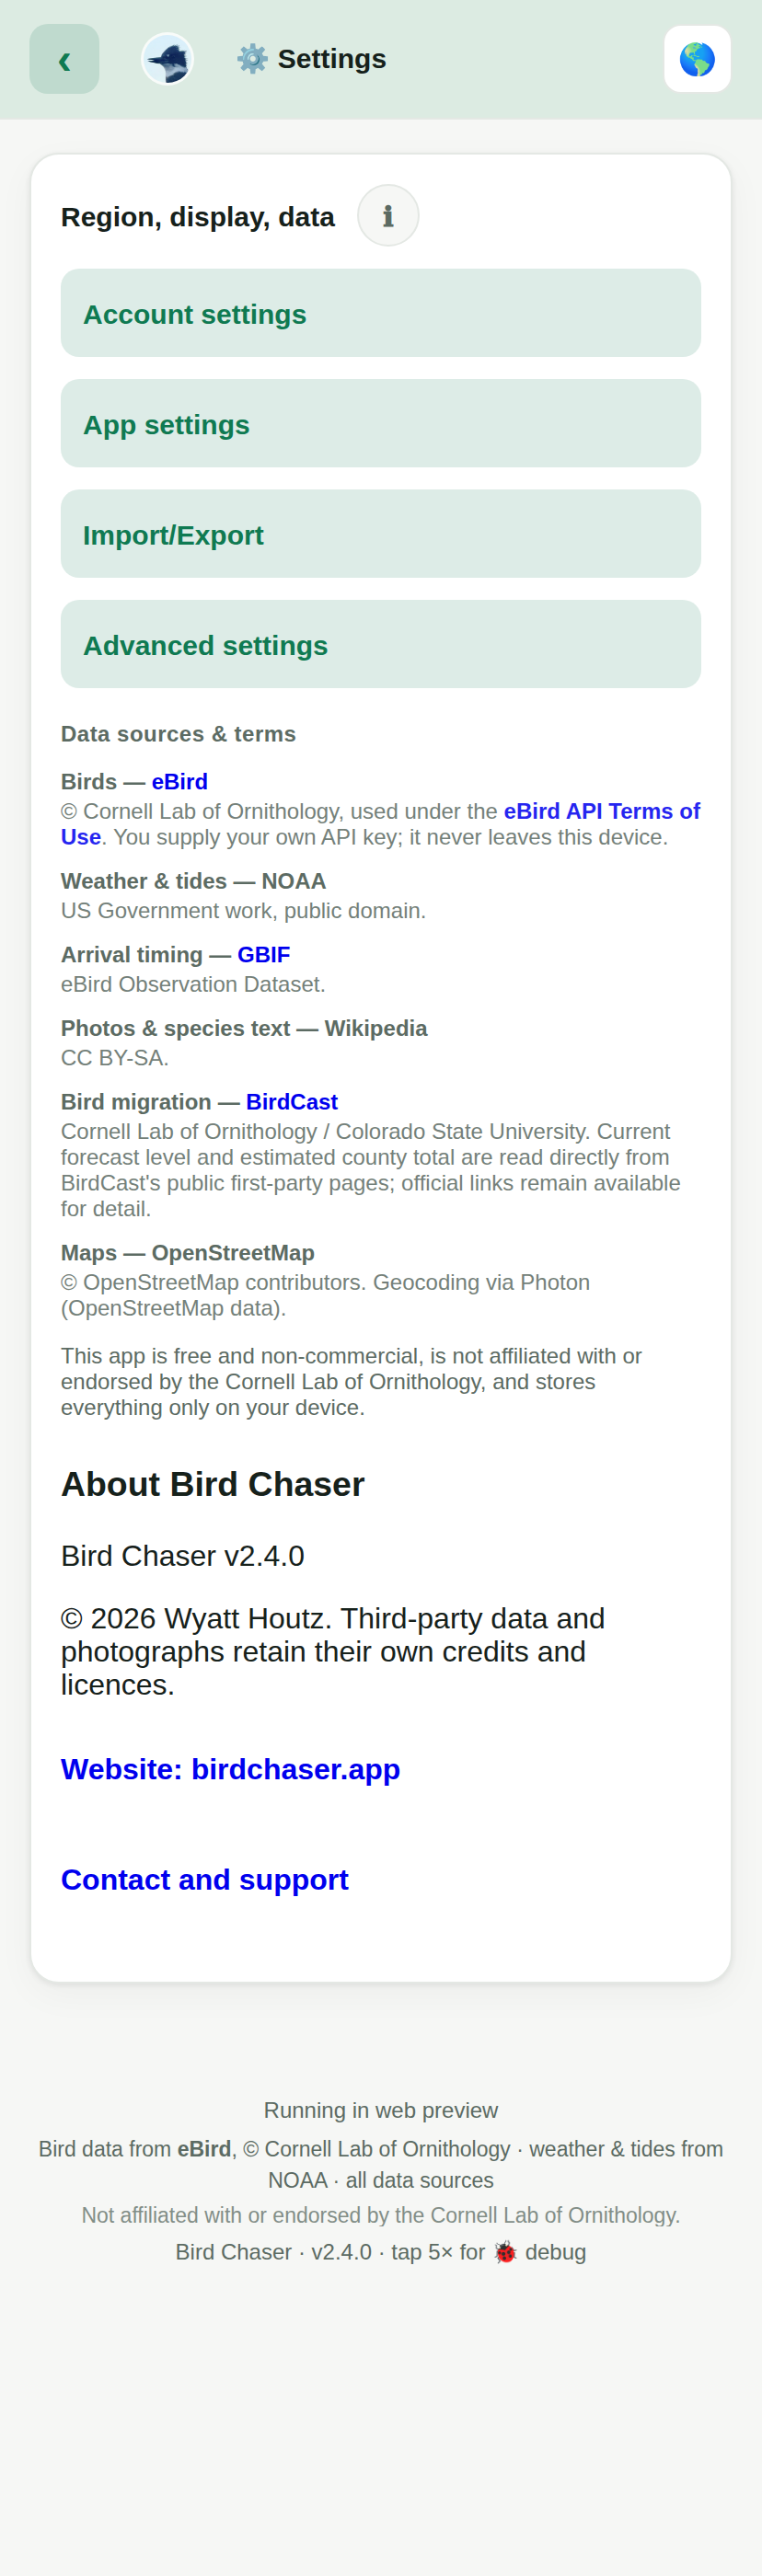 ‹ ⚙️ Settings 🌎
Region, display, data ℹ
Account settings
App settings
Import/Export
Advanced settings
Data sources & terms
Birds — eBird
© Cornell Lab of Ornithology, used under the eBird API Terms of
Use. You supply your own API key; it never leaves this device.
Weather & tides — NOAA
US Government work, public domain.
Arrival timing — GBIF
eBird Observation Dataset.
Photos & species text — Wikipedia
CC BY-SA.
Bird migration — BirdCast
Cornell Lab of Ornithology / Colorado State University. Current
forecast level and estimated county total are read directly from
BirdCast's public first-party pages; official links remain available
for detail.
Maps — OpenStreetMap
© OpenStreetMap contributors. Geocoding via Photon
(OpenStreetMap data).
This app is free and non-commercial, is not affiliated with or
endorsed by the Cornell Lab of Ornithology, and stores
everything only on your device.
About Bird Chaser
Bird Chaser v2.4.0
© 2026 Wyatt Houtz. Third-party data and
photographs retain their own credits and
licences.
Website: birdchaser.app
Contact and support
Running in web preview
Bird data from eBird, © Cornell Lab of Ornithology · weather & tides from
NOAA · all data sources
Not affiliated with or endorsed by the Cornell Lab of Ornithology.
Bird Chaser · v2.4.0 · tap 5× for 🐞 debug